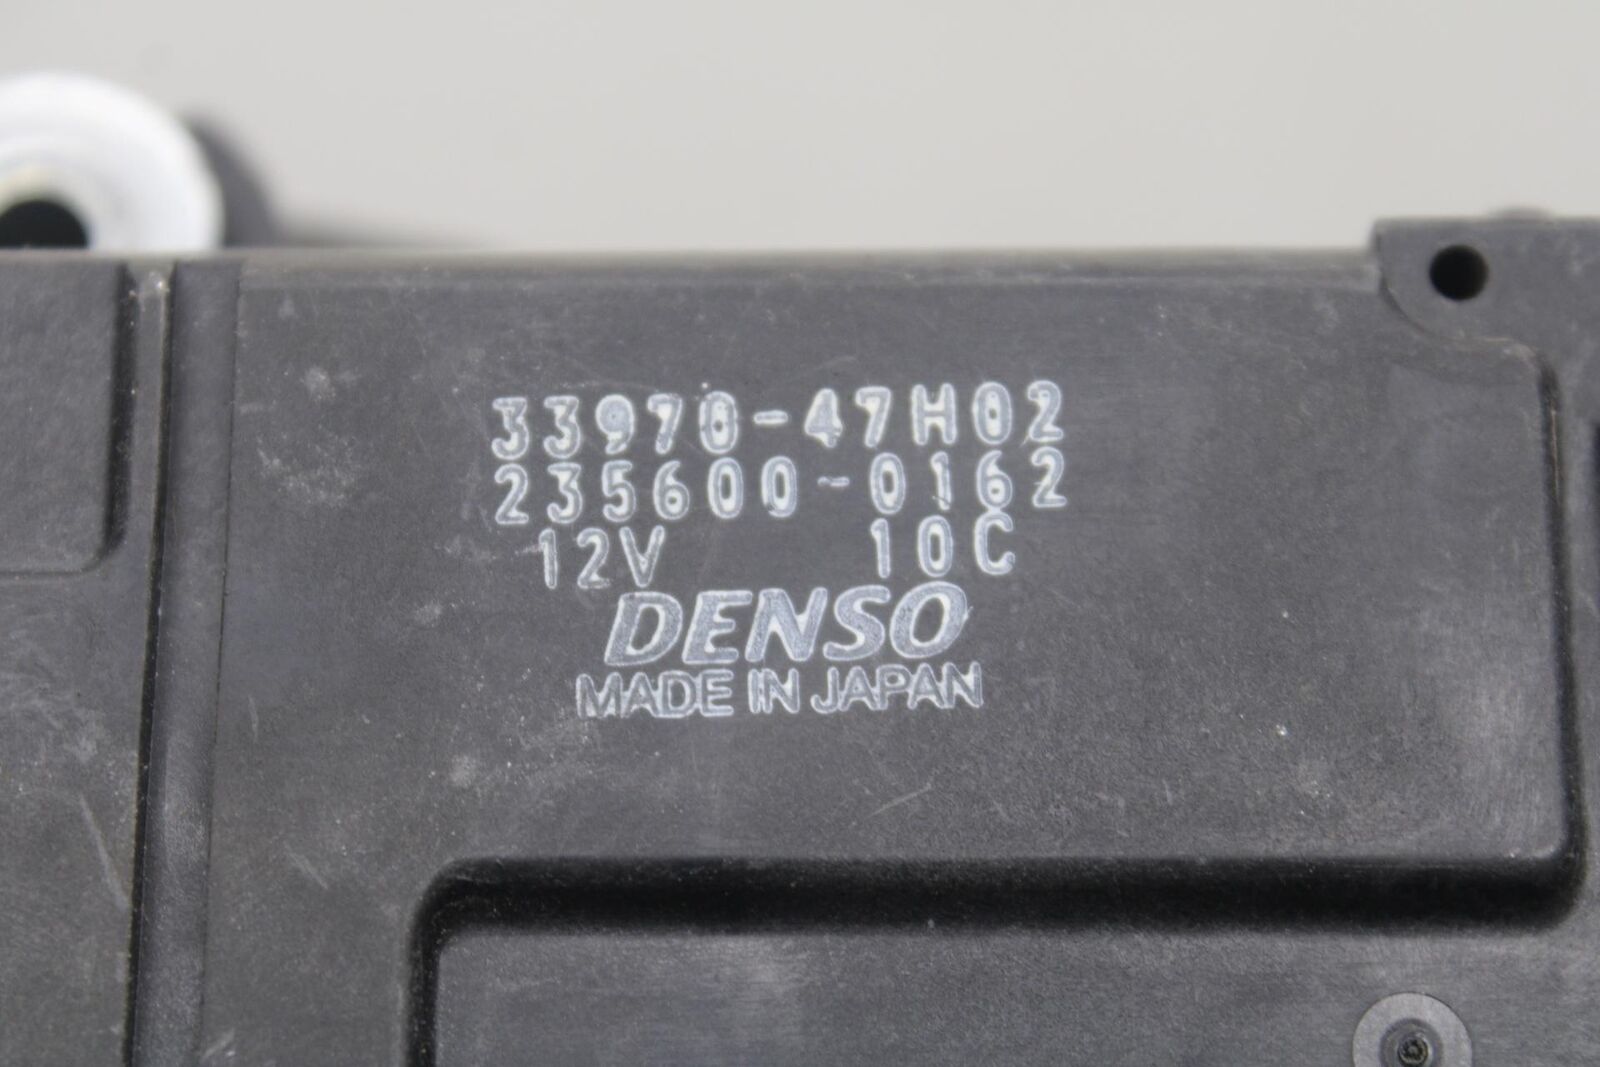 33970-47H02
235600-0162
12V 10C
DENSO
MADE IN JAPAN